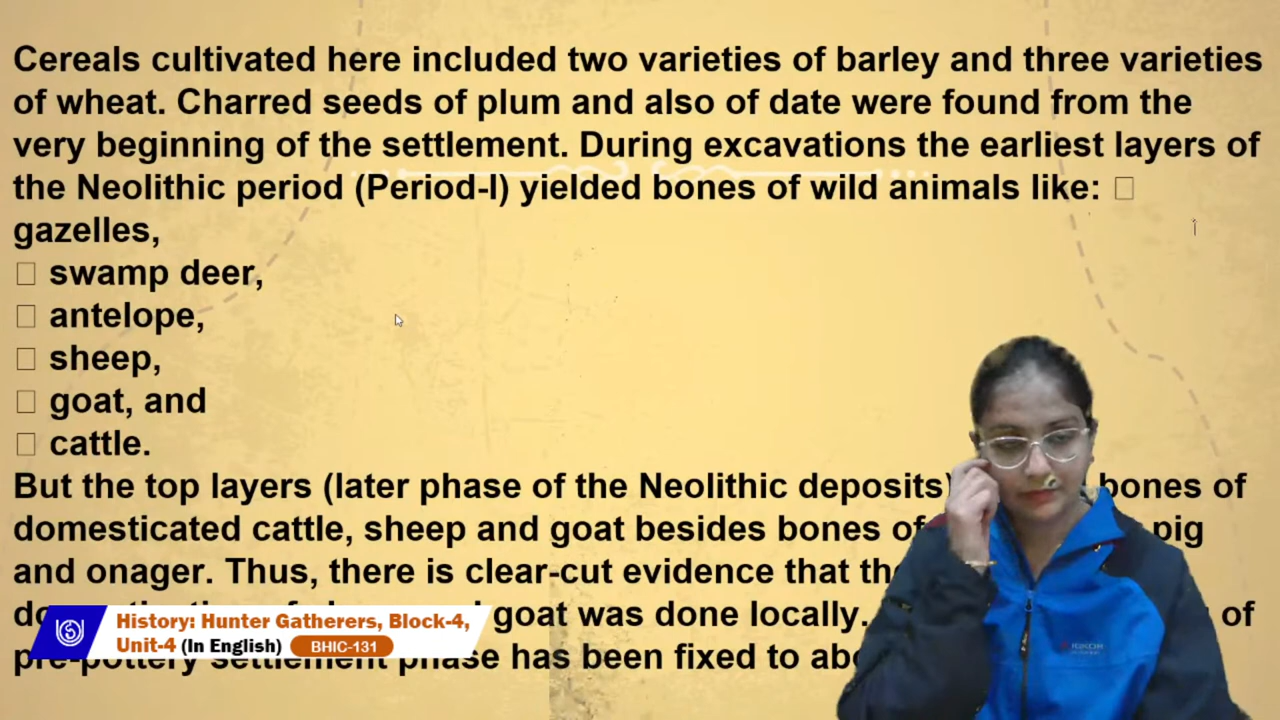 Cereals cultivated here included two varieties of barley and three varieties
of wheat. Charred seeds of plum and also of date were found from the
very beginning of the settlement. During excavations the earliest layers of
the Neolithic period (Period-I) yielded bones of wild animals like: □
gazelles,
□ swamp deer,
□ antelope,
□ sheep,
□ goat, and
□ cattle.
But the top layers (later phase of the Neolithic deposits) bones of
domesticated cattle, sheep and goat besides bones of pig
and onager. Thus, there is clear-cut evidence that
goat was done locally. of
pre-pottery settlement phase has been fixed to
History: Hunter Gatherers, Block-4,
Unit-4 (In English) BHIC-131